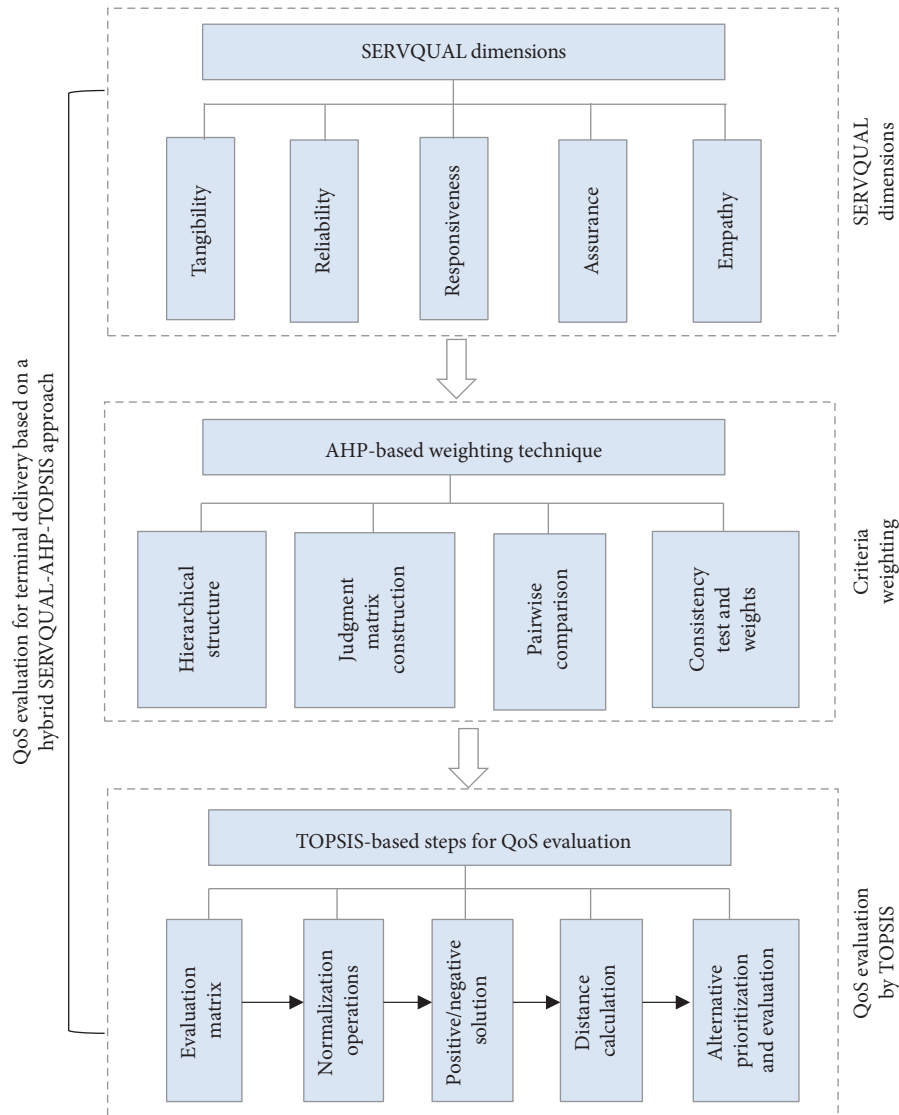 QoS evaluation for terminal delivery based on a
hybrid SERVQUAL-AHP-TOPSIS approach
SERVQUAL dimensions
Tangibility
Reliability
Responsiveness
Assurance
Empathy
SERVQUAL
dimensions
AHP-based weighting technique
Hierarchical
structure
Judgment
matrix
construction
Pairwise
comparison
Consistency
test and
weights
Criteria
weighting
TOPSIS-based steps for QoS evaluation
Evaluation
matrix
Normalization
operations
Positive/negative
solution
Distance
calculation
Alternative
prioritization
and evaluation
QoS evaluation
by TOPSIS